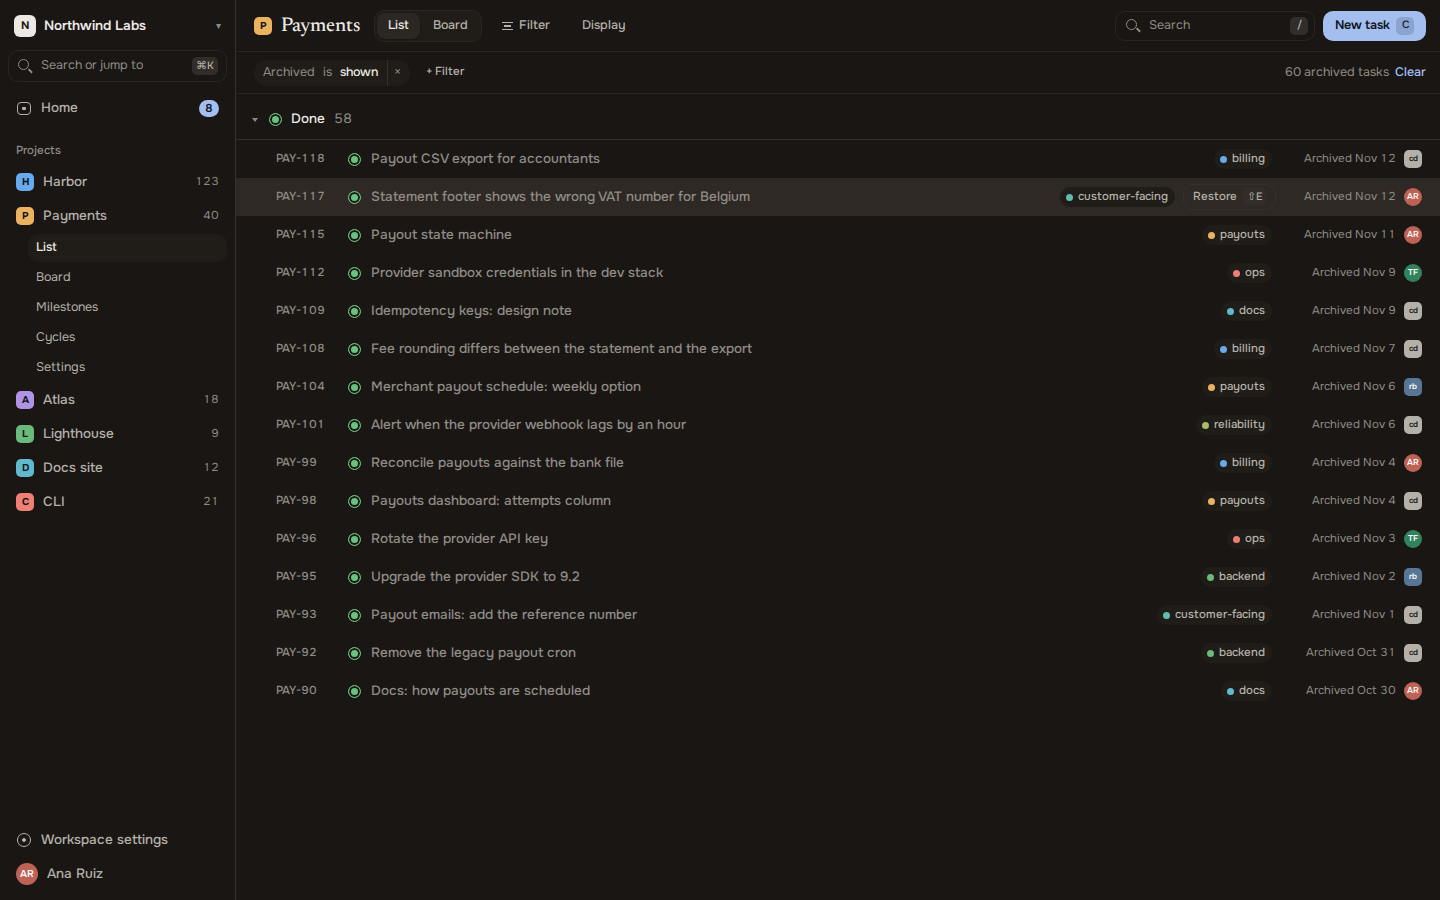 N Northwind Labs
Search or jump to ⌘K
Home 8
Projects
H Harbor 123
P Payments 40
List
Board
Milestones
Cycles
Settings
A Atlas 18
L Lighthouse 9
D Docs site 12
C CLI 21
Workspace settings
AR Ana Ruiz
P Payments List Board Filter Display Search / New task C
Archived is shown × + Filter 60 archived tasks Clear
Done 58
PAY-118 Payout CSV export for accountants billing Archived Nov 12 cd
PAY-117 Statement footer shows the wrong VAT number for Belgium customer-facing Restore ⇧E Archived Nov 12 AR
PAY-115 Payout state machine payouts Archived Nov 11 AR
PAY-112 Provider sandbox credentials in the dev stack ops Archived Nov 9 TF
PAY-109 Idempotency keys: design note docs Archived Nov 9 cd
PAY-108 Fee rounding differs between the statement and the export billing Archived Nov 7 cd
PAY-104 Merchant payout schedule: weekly option payouts Archived Nov 6 rb
PAY-101 Alert when the provider webhook lags by an hour reliability Archived Nov 6 cd
PAY-99 Reconcile payouts against the bank file billing Archived Nov 4 AR
PAY-98 Payouts dashboard: attempts column payouts Archived Nov 4 cd
PAY-96 Rotate the provider API key ops Archived Nov 3 TF
PAY-95 Upgrade the provider SDK to 9.2 backend Archived Nov 2 rb
PAY-93 Payout emails: add the reference number customer-facing Archived Nov 1 cd
PAY-92 Remove the legacy payout cron backend Archived Oct 31 cd
PAY-90 Docs: how payouts are scheduled docs Archived Oct 30 AR